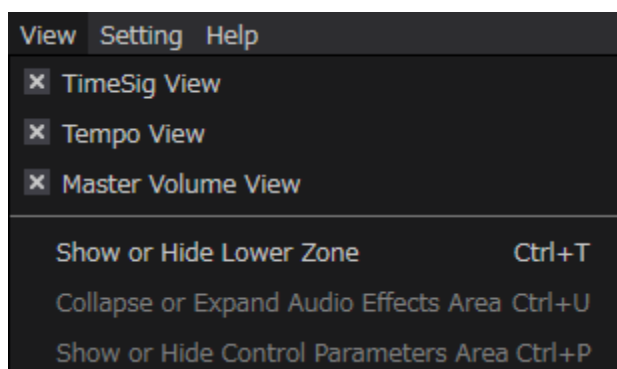 View Setting Help
TimeSig View
Tempo View
Master Volume View
Show or Hide Lower Zone Ctrl+T
Collapse or Expand Audio Effects Area Ctrl+U
Show or Hide Control Parameters Area Ctrl+P